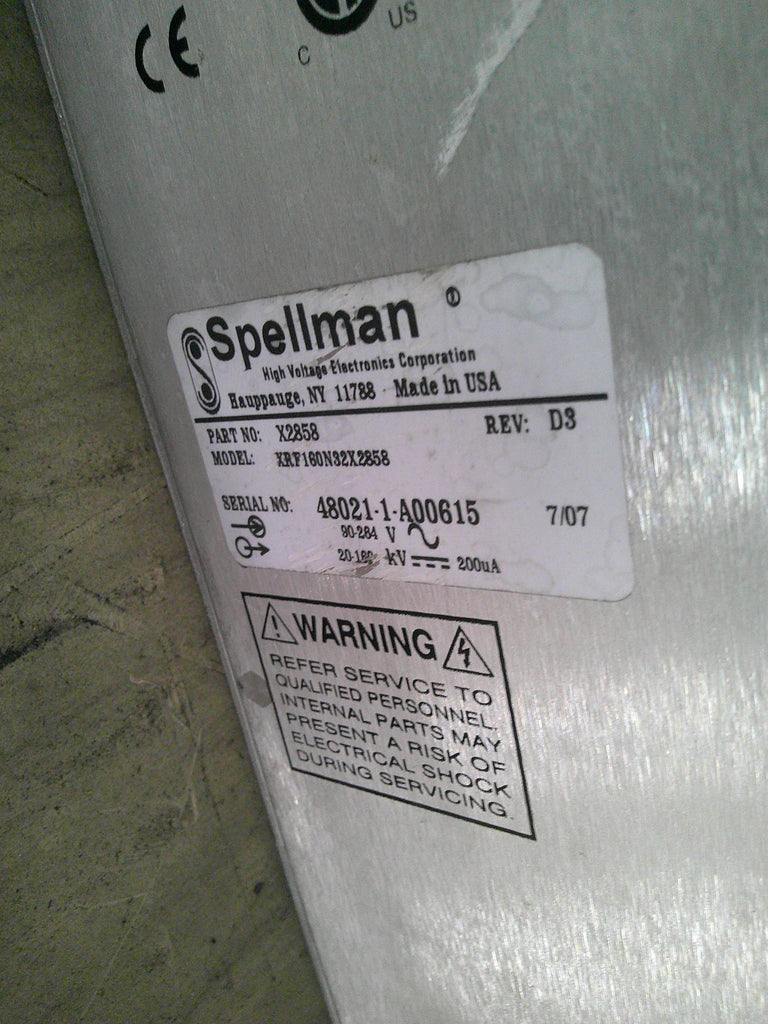 CE
C US
Spellman
High Voltage Electronics Corporation
Hauppauge, NY 11788 Made in USA
PART NO: X2858 REV: D3
MODEL: XRF160N32X2858
SERIAL NO: 48021-1-A00615 7/07
90-264 V
kV 200uA
WARNING
REFER SERVICE TO
QUALIFIED PERSONNEL.
INTERNAL PARTS MAY
PRESENT A RISK OF
ELECTRICAL SHOCK
DURING SERVICING.